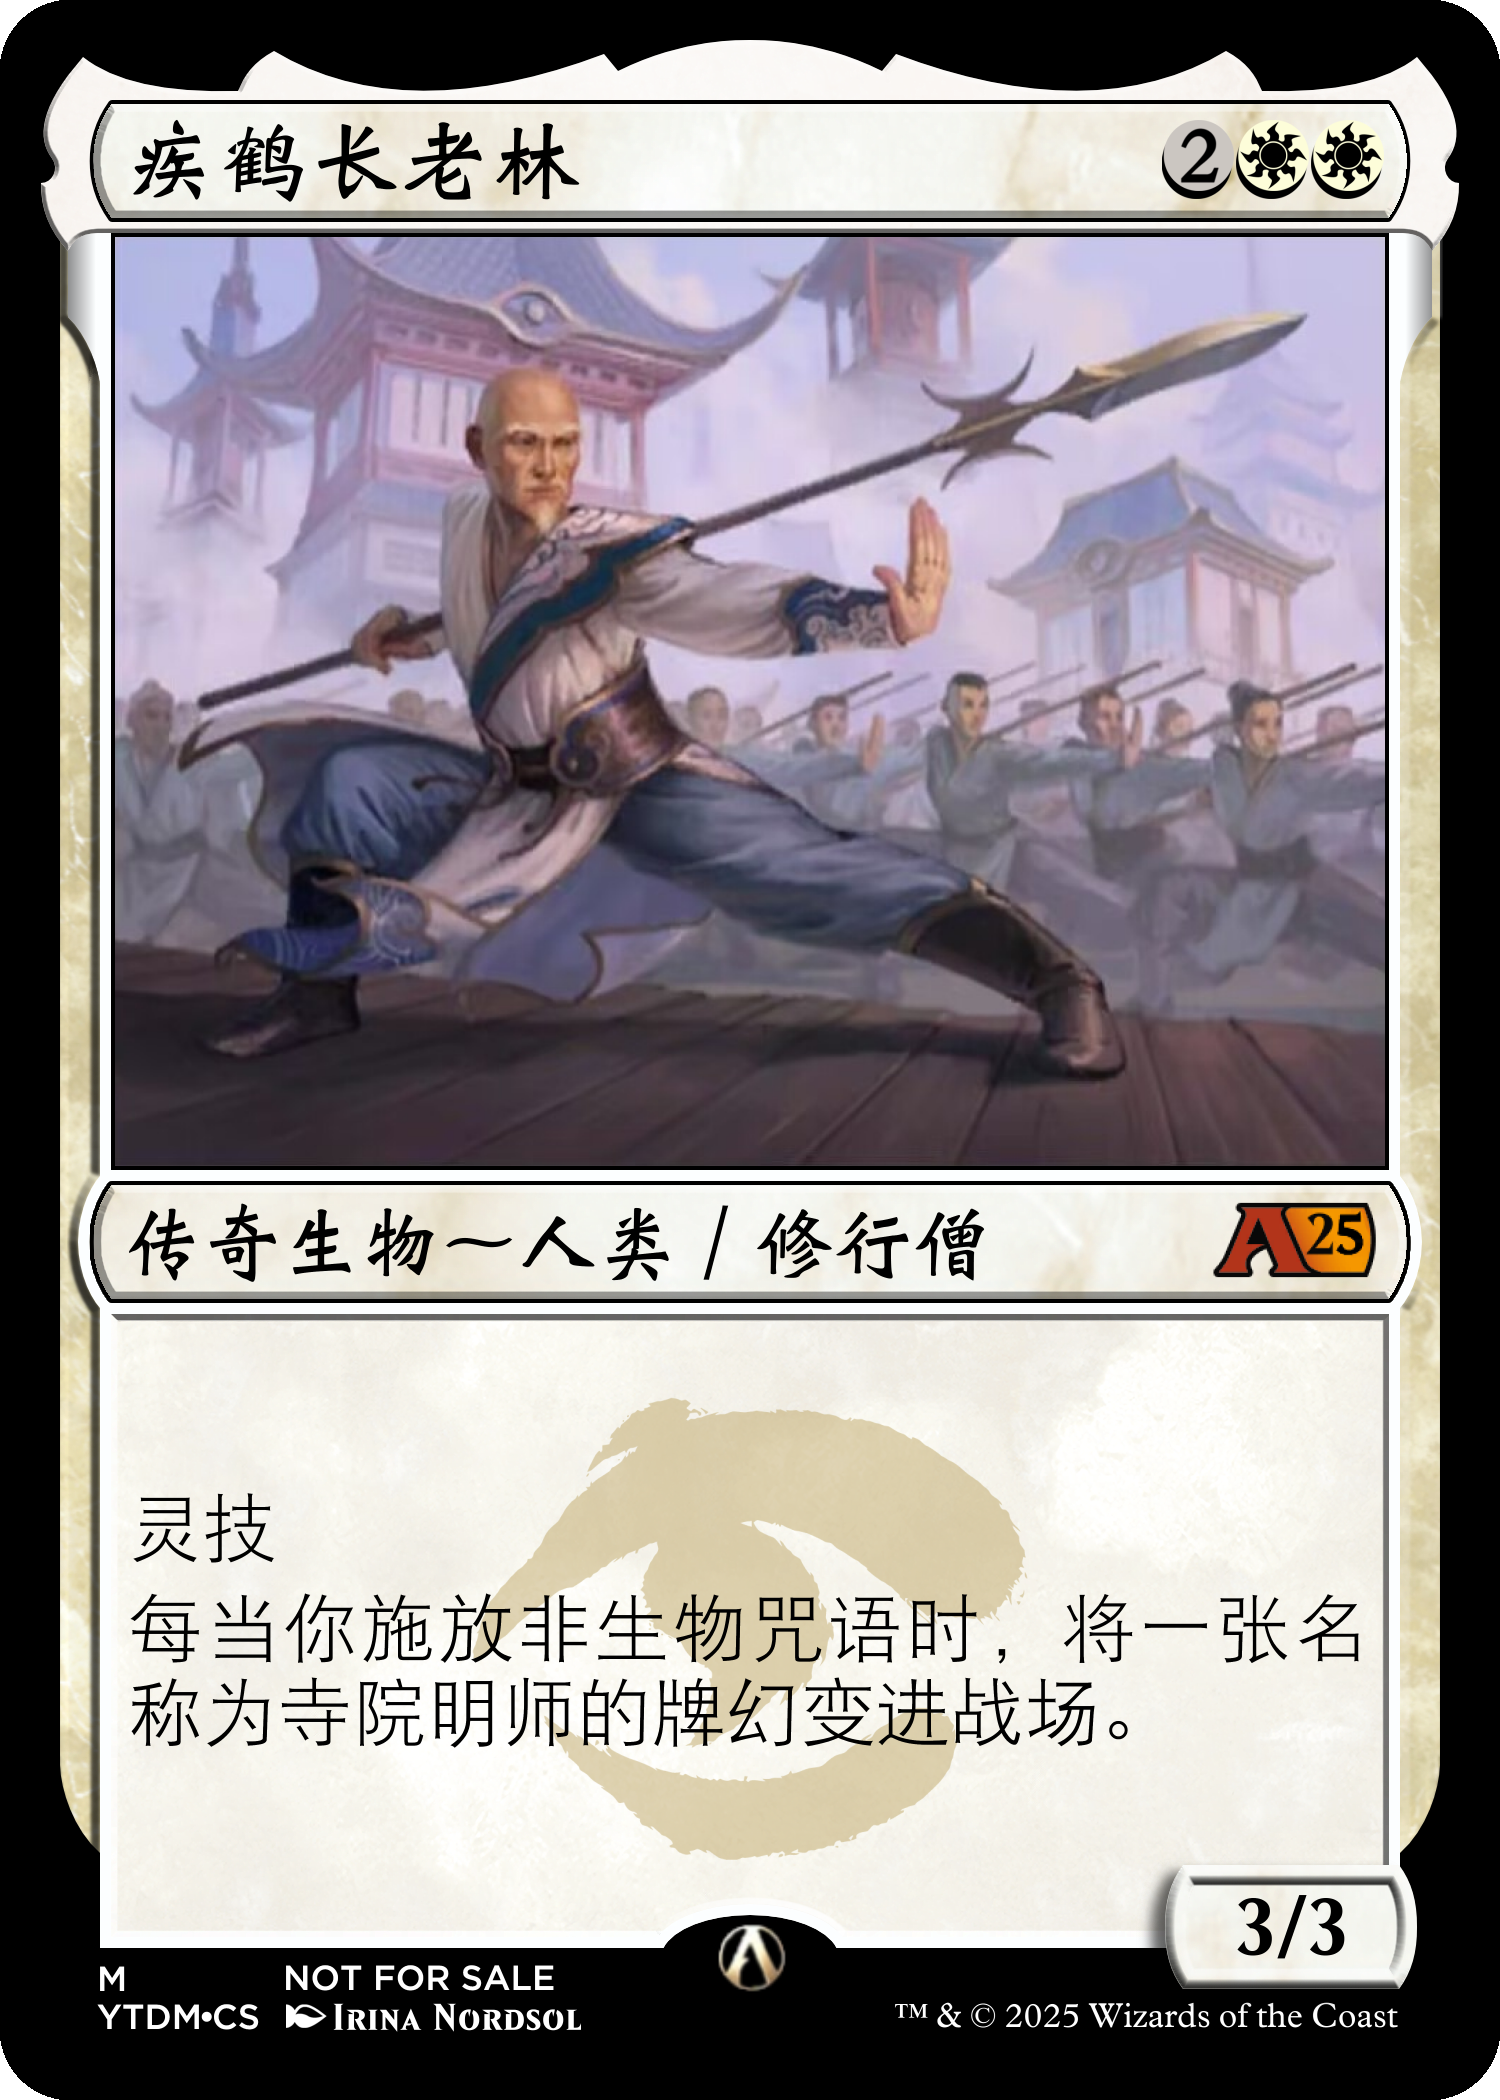 疾鹤长老林
2
传奇生物～人类／修行僧
A25
灵技
每当你施放非生物咒语时，将一张名
称为寺院明师的牌幻变进战场。
3/3
M NOT FOR SALE
YTDM•CS IRINA NORDSOL
™ & © 2025 Wizards of the Coast